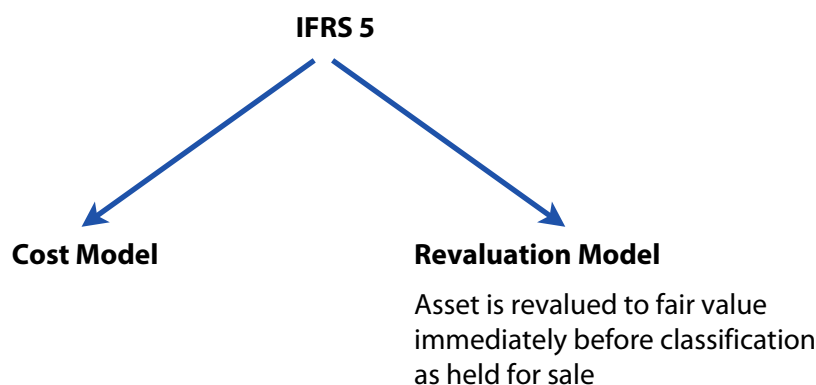 IFRS 5
Cost Model
Revaluation Model
Asset is revalued to fair value
immediately before classification
as held for sale